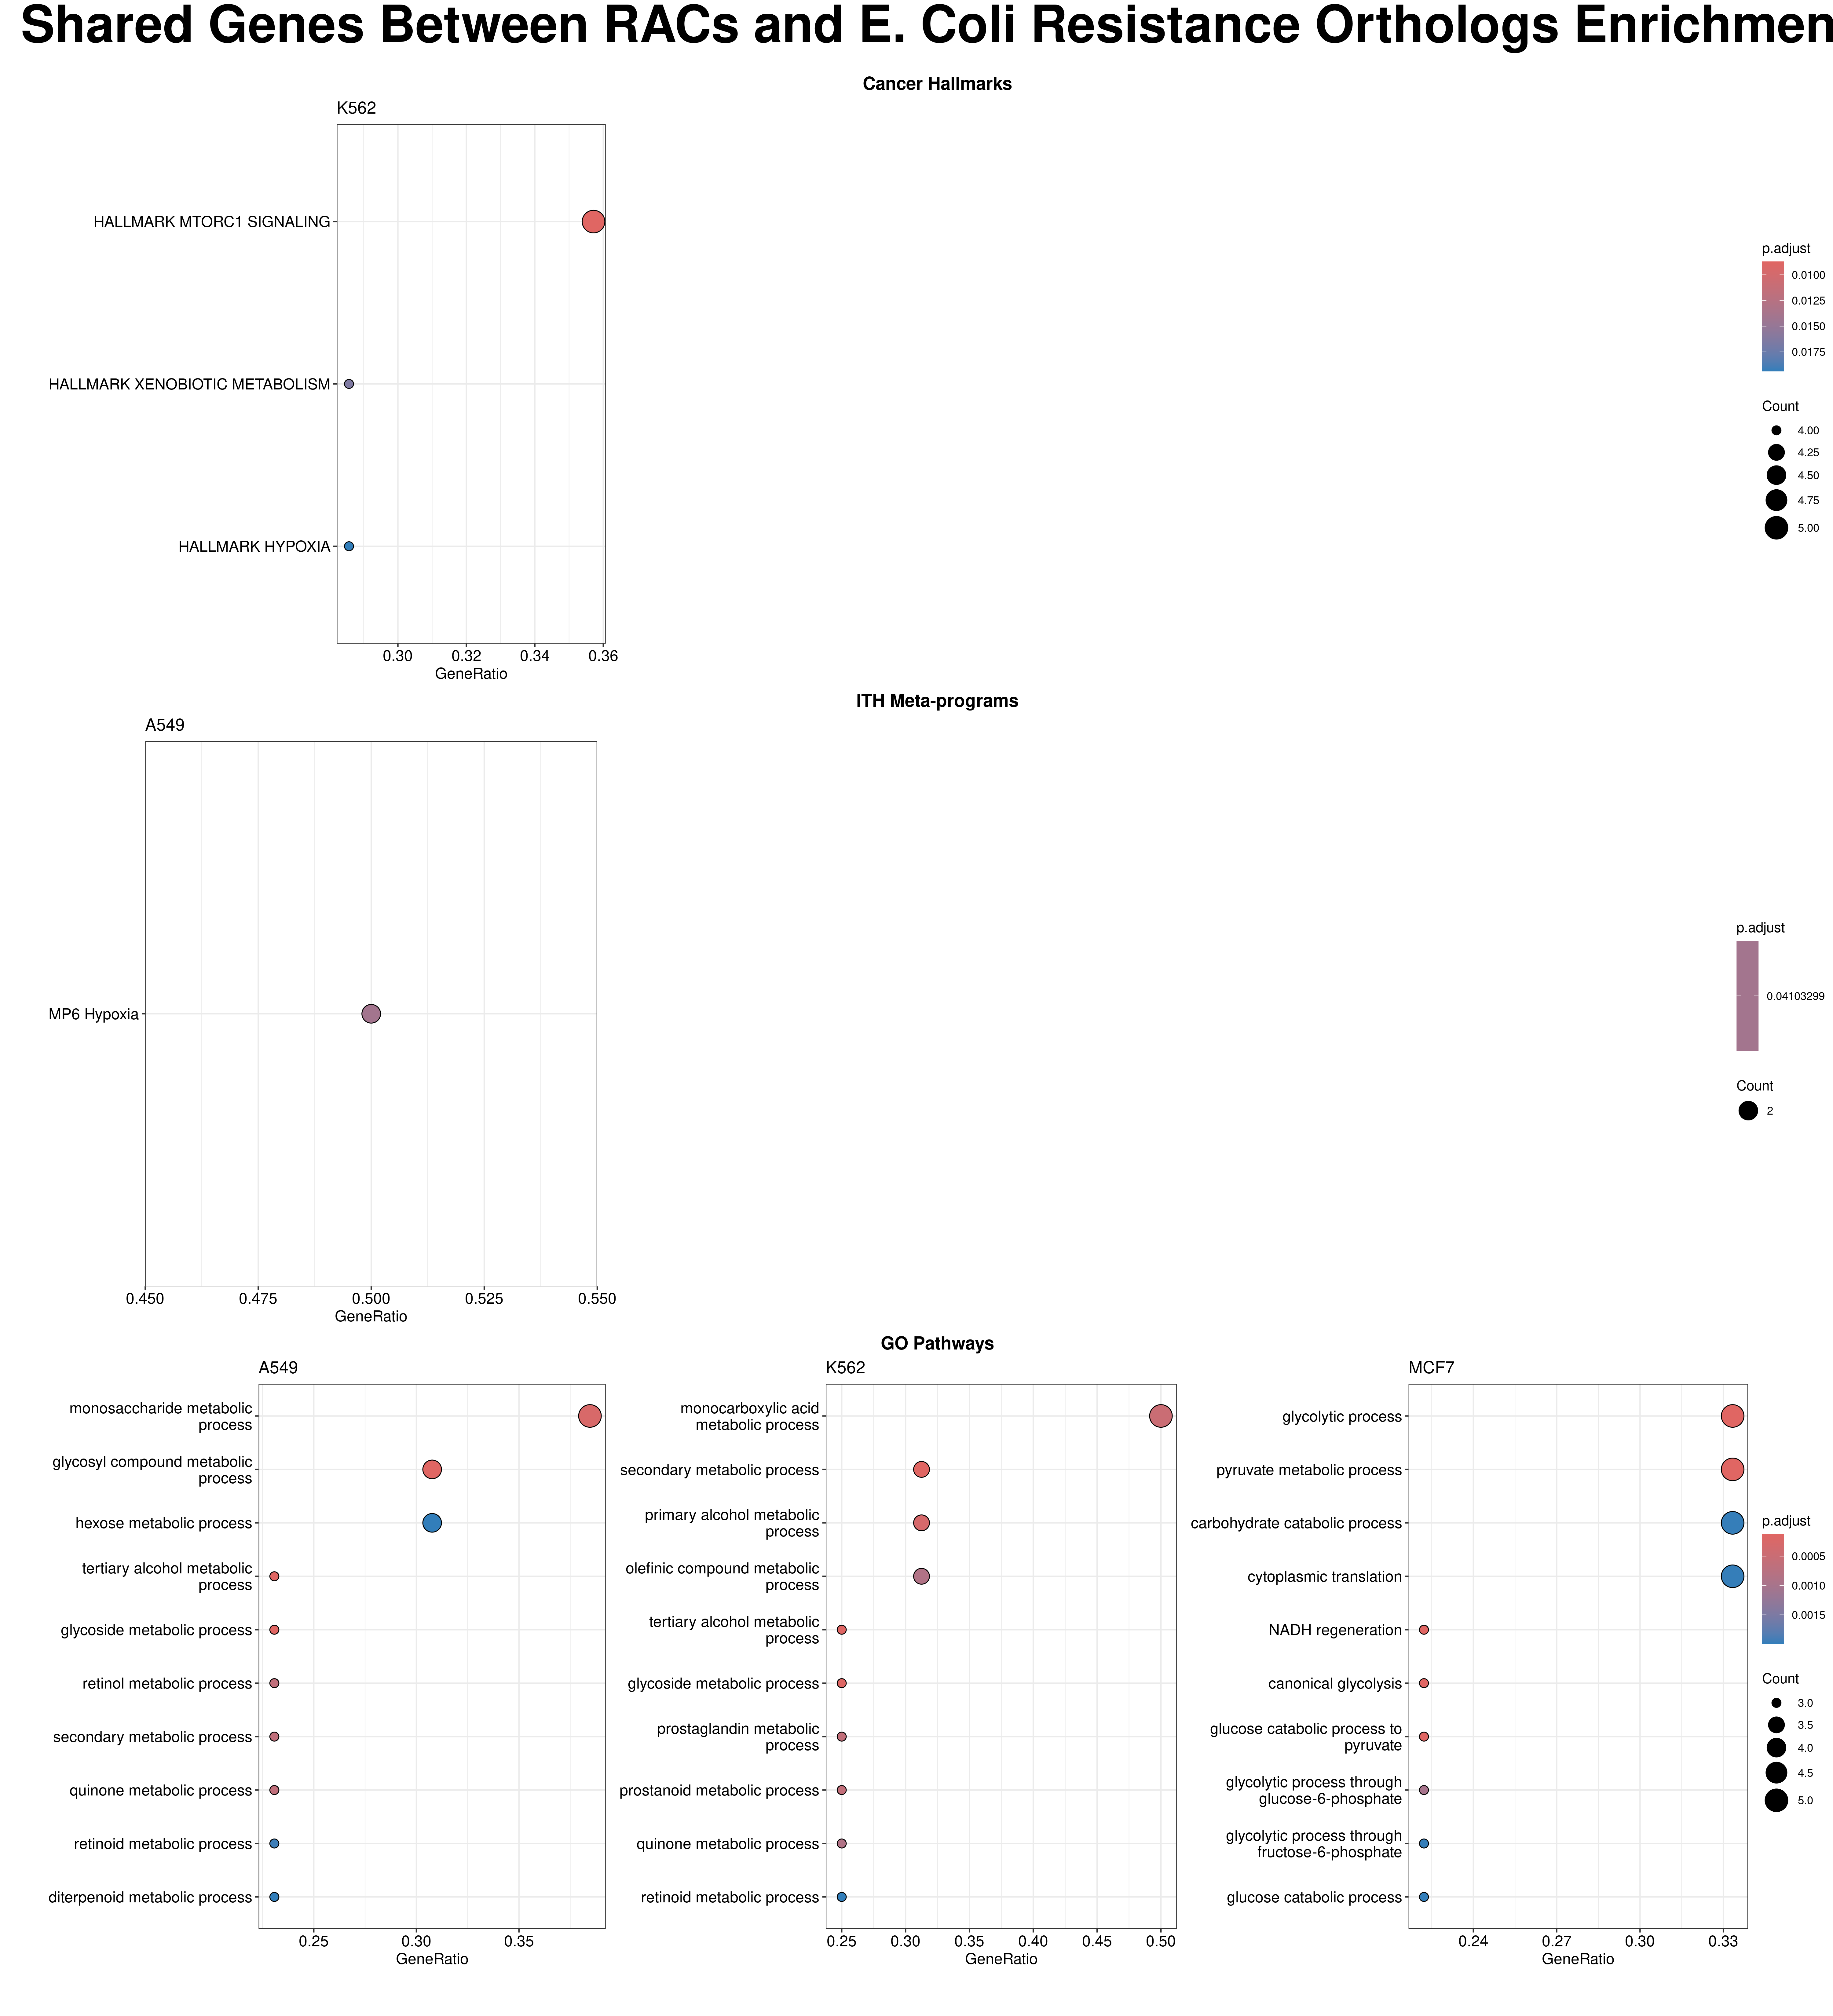 Shared Genes Between RACs and E. Coli Resistance Orthologs Enrichmen
Cancer Hallmarks
K562
HALLMARK MTORC1 SIGNALING
HALLMARK XENOBIOTIC METABOLISM
HALLMARK HYPOXIA
0.30 0.32 0.34 0.36
GeneRatio
p.adjust
0.0100
0.0125
0.0150
0.0175
Count
4.00
4.25
4.50
4.75
5.00
ITH Meta-programs
A549
MP6 Hypoxia
0.450 0.475 0.500 0.525 0.550
GeneRatio
p.adjust
0.04103299
Count
2
GO Pathways
A549
monosaccharide metabolic
process
glycosyl compound metabolic
process
hexose metabolic process
tertiary alcohol metabolic
process
glycoside metabolic process
retinol metabolic process
secondary metabolic process
quinone metabolic process
retinoid metabolic process
diterpenoid metabolic process
0.25 0.30 0.35
GeneRatio
K562
monocarboxylic acid
metabolic process
secondary metabolic process
primary alcohol metabolic
process
olefinic compound metabolic
process
tertiary alcohol metabolic
process
glycoside metabolic process
prostaglandin metabolic
process
prostanoid metabolic process
quinone metabolic process
retinoid metabolic process
0.25 0.30 0.35 0.40 0.45 0.50
GeneRatio
MCF7
glycolytic process
pyruvate metabolic process
carbohydrate catabolic process
cytoplasmic translation
NADH regeneration
canonical glycolysis
glucose catabolic process to
pyruvate
glycolytic process through
glucose-6-phosphate
glycolytic process through
fructose-6-phosphate
glucose catabolic process
0.24 0.27 0.30 0.33
GeneRatio
p.adjust
0.0005
0.0010
0.0015
Count
3.0
3.5
4.0
4.5
5.0